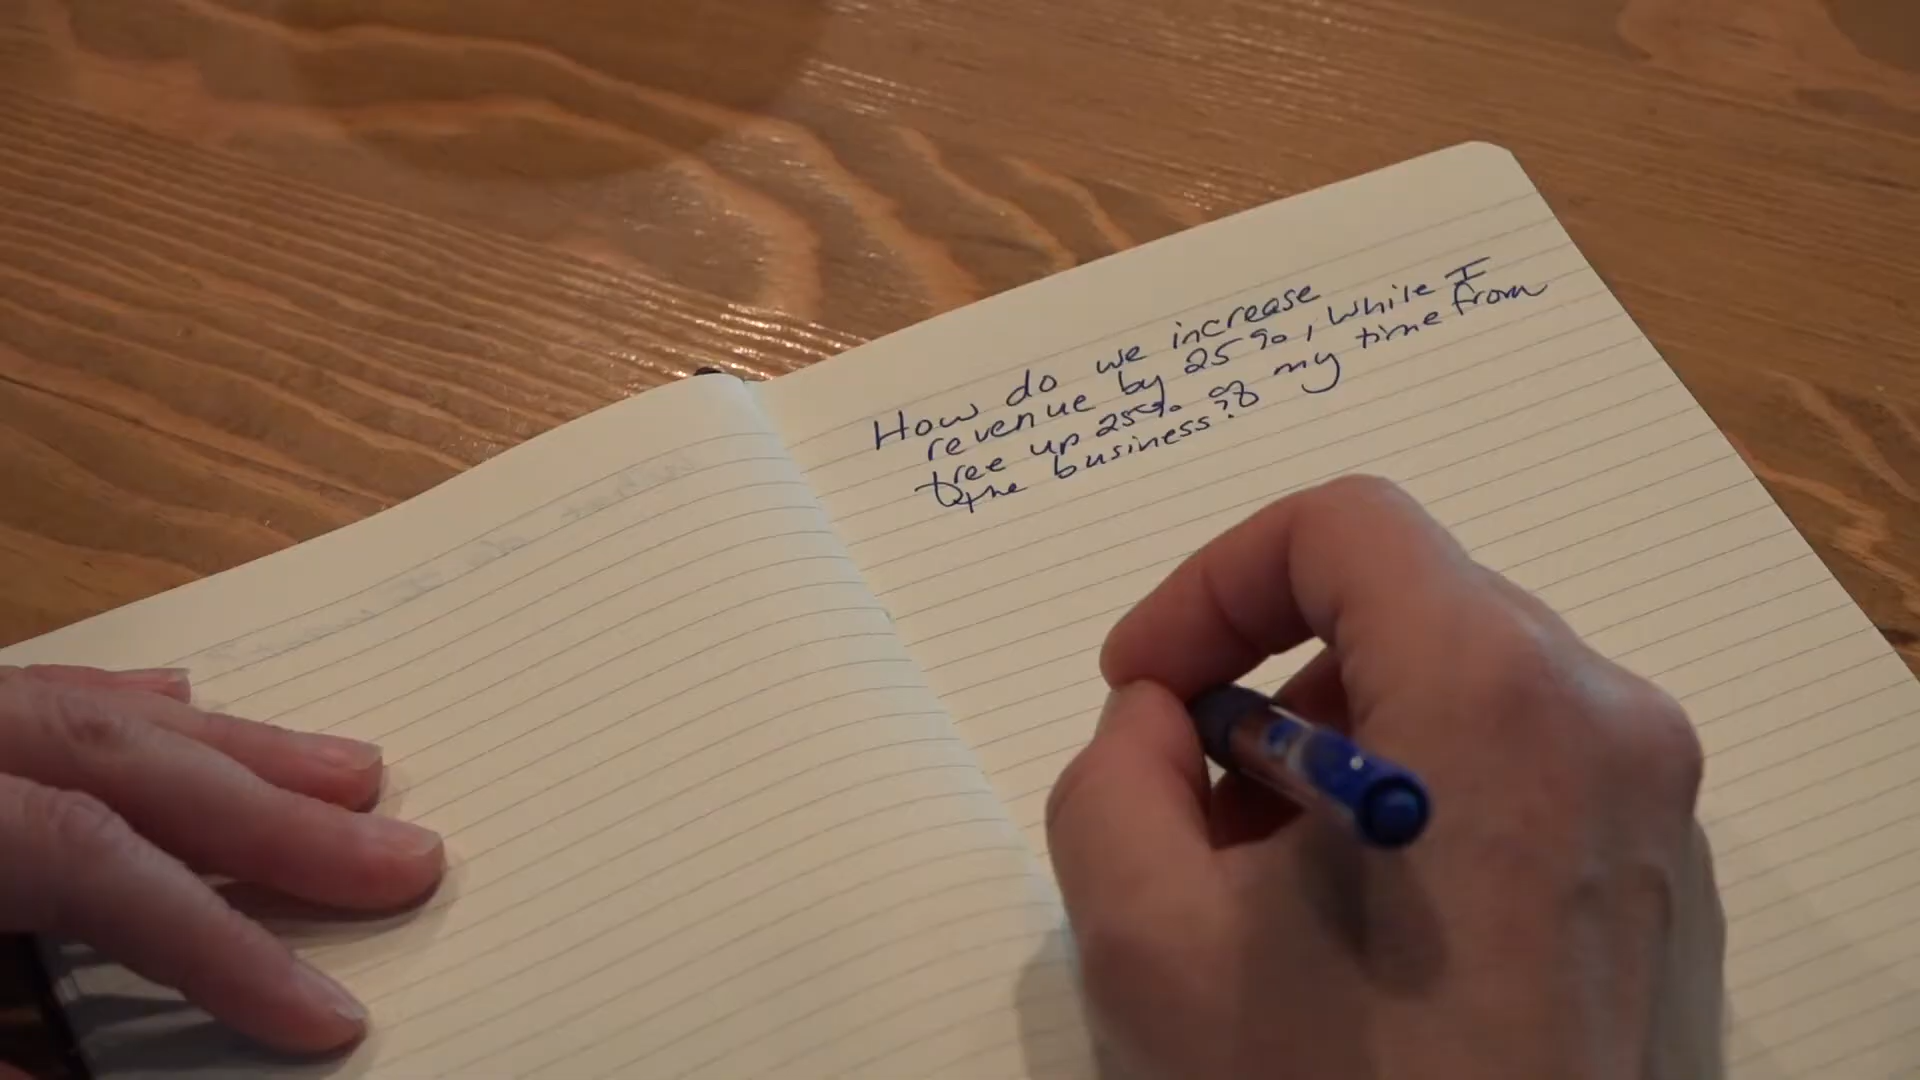 How do we increase
revenue by 25%, while I
free up 25% of my time from
the business?